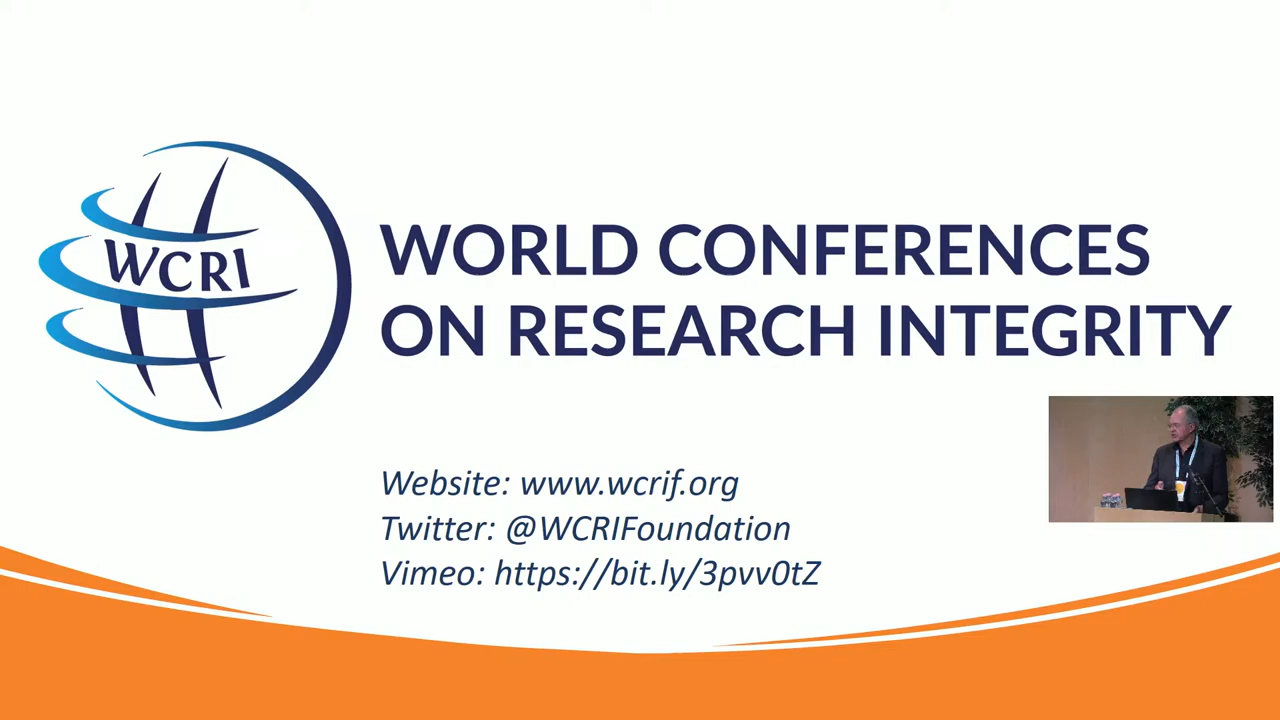 WCRI
WORLD CONFERENCES
ON RESEARCH INTEGRITY
Website: www.wcrif.org
Twitter: @WCRIFoundation
Vimeo: https://bit.ly/3pvv0tZ